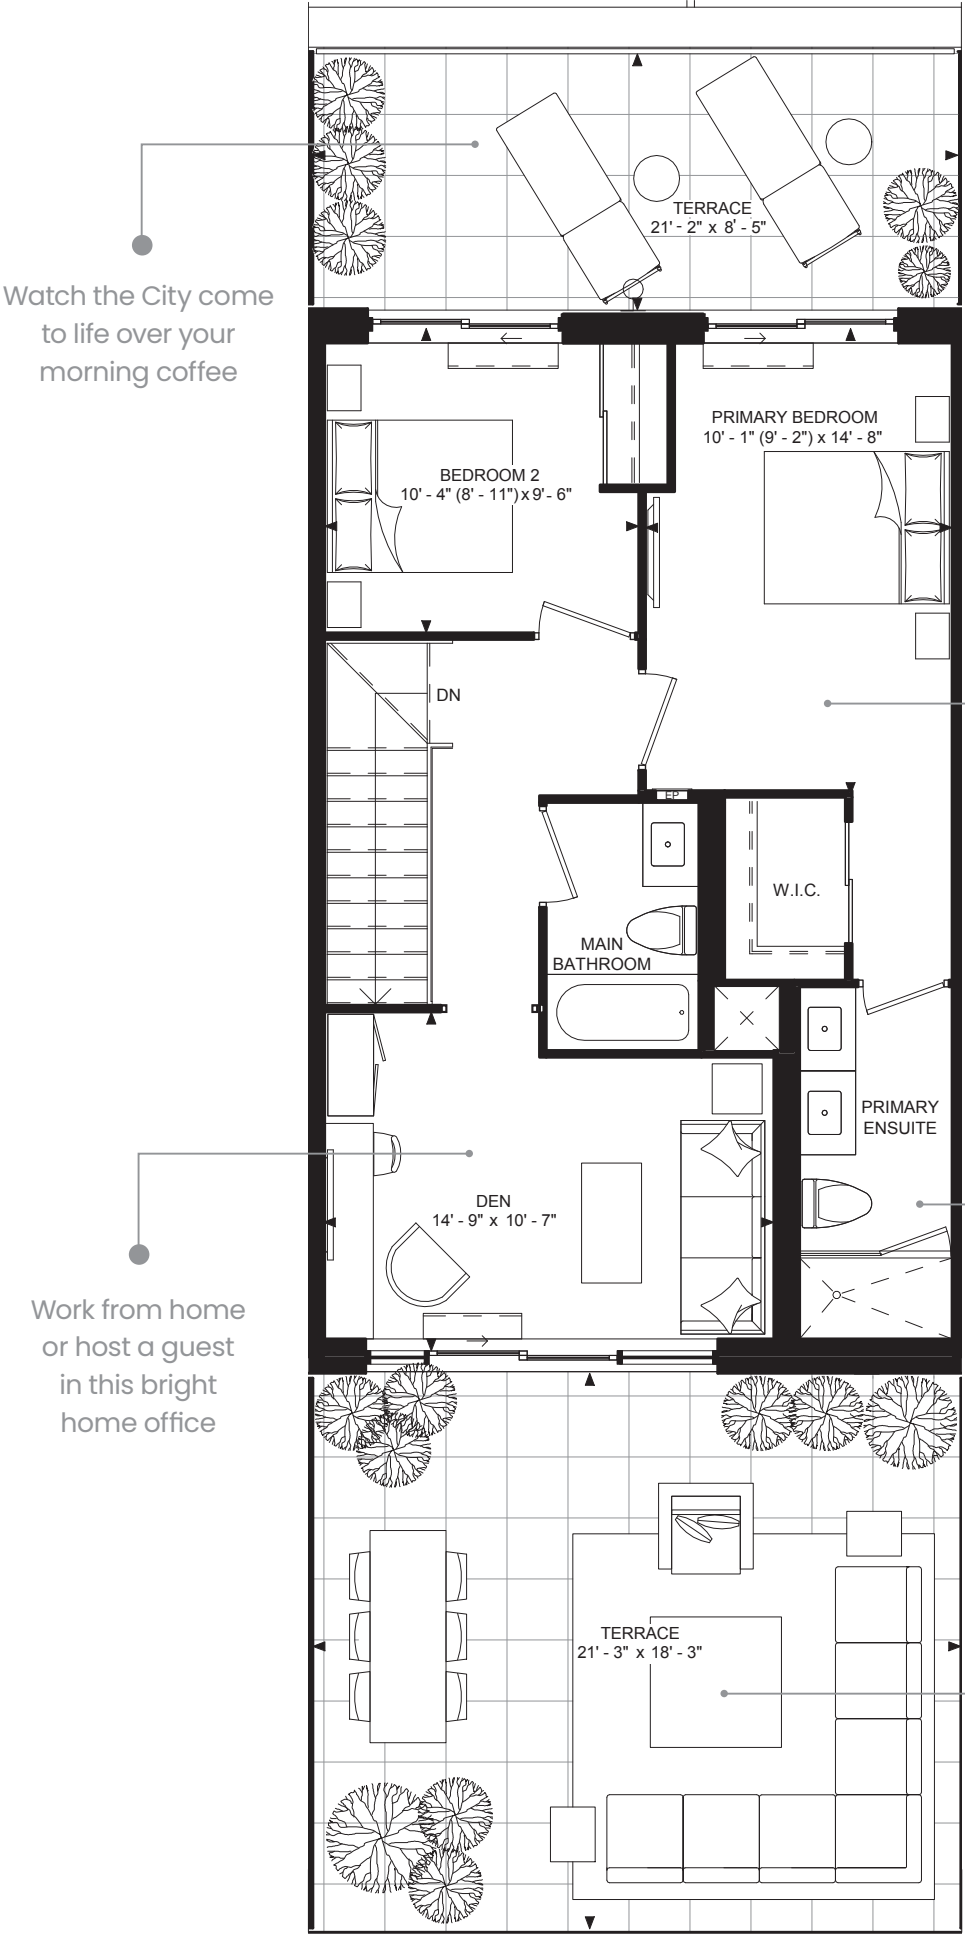 TERRACE
21' - 2" x 8' - 5"
Watch the City come
to life over your
morning coffee
PRIMARY BEDROOM
10' - 1" (9' - 2") x 14' - 8"
BEDROOM 2
10' - 4" (8' - 11") x 9' - 6"
DN
EP
W.I.C.
MAIN
BATHROOM
PRIMARY
ENSUITE
DEN
14' - 9" x 10' - 7"
Work from home
or host a guest
in this bright
home office
TERRACE
21' - 3" x 18' - 3"